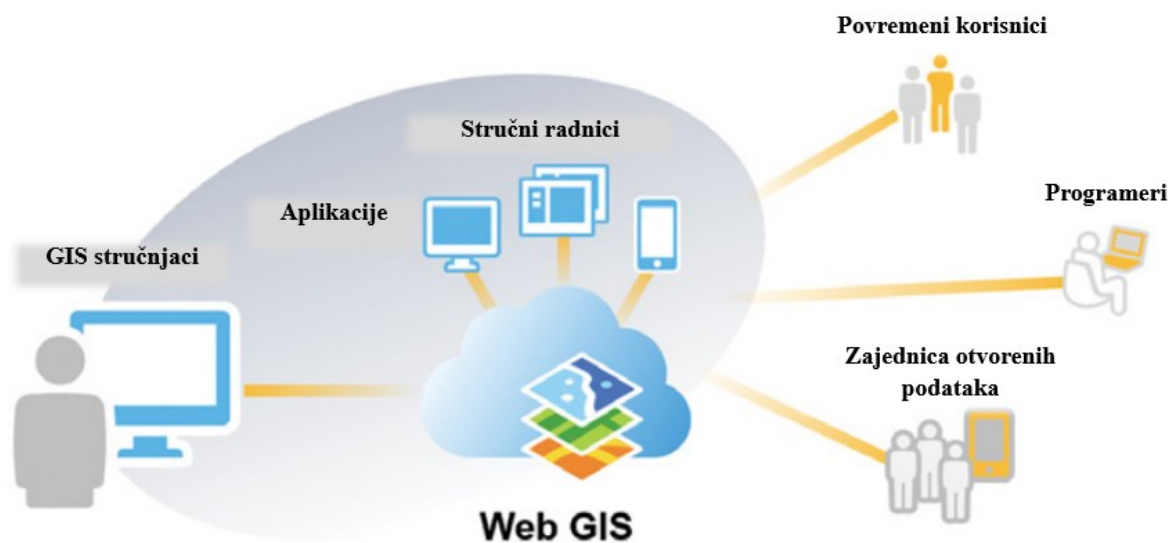 Povremeni korisnici
Stručni radnici
Programeri
Aplikacije
GIS stručnjaci
Zajednica otvorenih
podataka
Web GIS